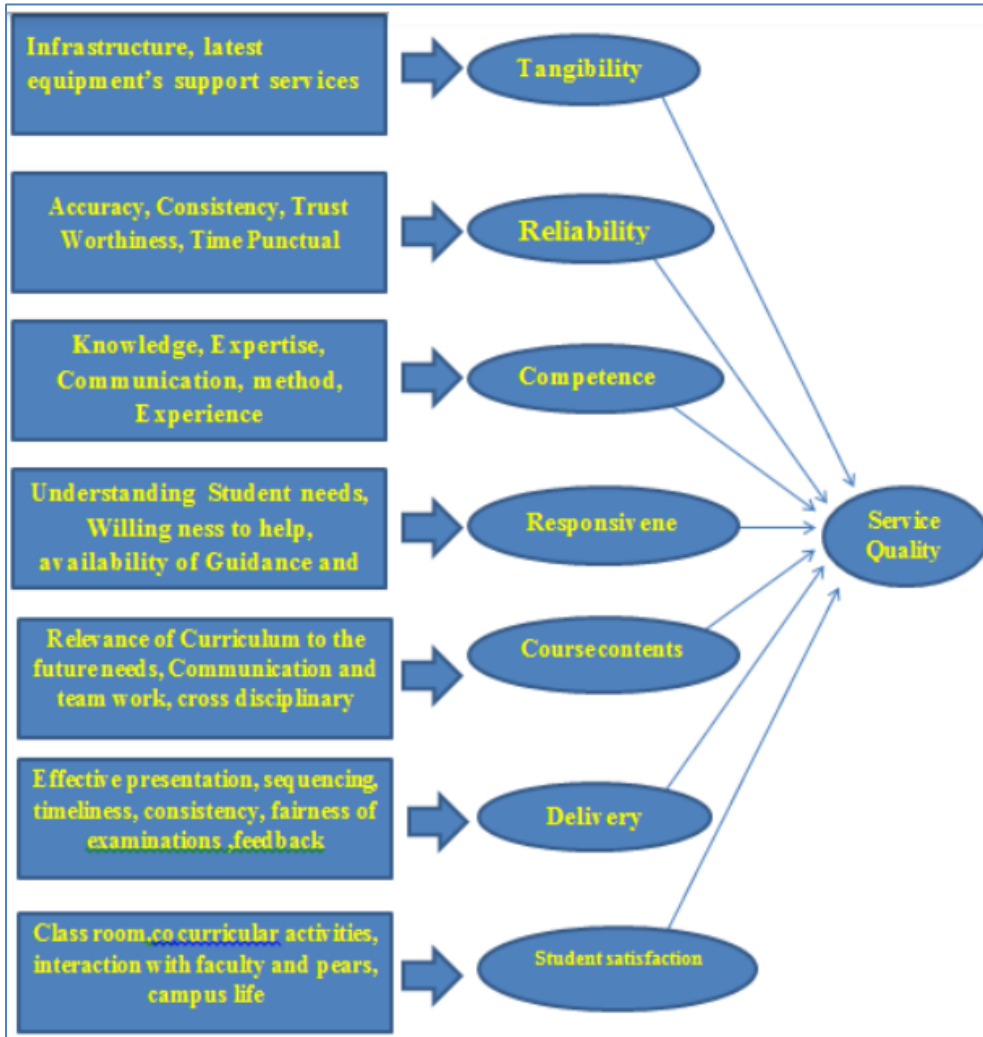 Infrastructure, latest
equipment's support services
Tangibility
Accuracy, Consistency, Trust
Worthiness, Time Punctual
Reliability
Knowledge, Expertise,
Communication, method,
Experience
Competence
Understanding Student needs,
Willing ness to help,
availability of Guidance and
Responsivene
Service
Quality
Relevance of Curriculum to the
future needs, Communication and
team work, cross disciplinary
Course contents
Effective presentation, sequencing,
timeliness, consistency, fairness of
examinations ,feedback
Delivery
Class room,co curricular activities,
interaction with faculty and pears,
campus life
Student satisfaction